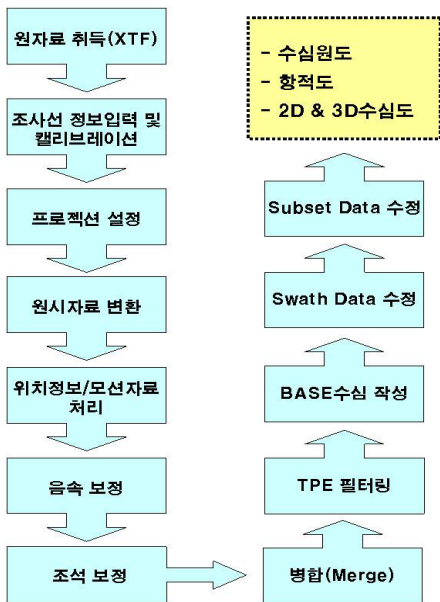 원자료 취득(XTF)
조사선 정보입력 및
캘리브레이션
프로젝션 설정
원시자료 변환
위치정보/모션자료
처리
음속 보정
조석 보정
병합(Merge)
TPE 필터링
BASE수심 작성
Swath Data 수정
Subset Data 수정
- 수심원도
- 항적도
- 2D & 3D수심도